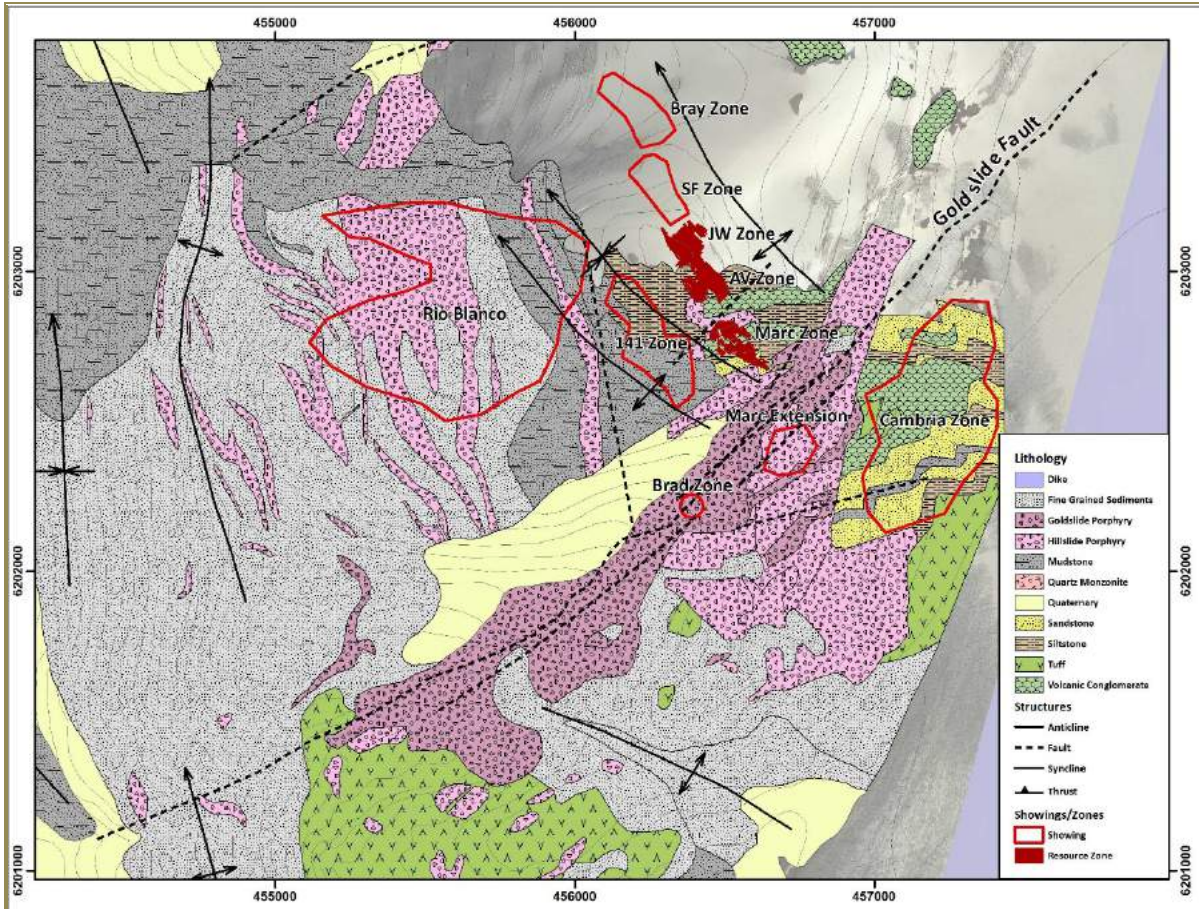 455000
456000
457000
Bray Zone
SF Zone
JW Zone
AV Zone
Marc Zone
Goldslide Fault
6203000
6203000
Rio Blanco
141 Zone
Marc Extension
Cambria Zone
Brad Zone
6202000
6202000
Lithology
Dike
Fine Grained Sediments
Goldslide Porphyry
Hillside Porphyry
Mudstone
Quartz Monzonite
Quaternary
Sandstone
Siltstone
Tuff
Volcanic Conglomerate
Structures
Anticline
Fault
Syncline
Thrust
Showings/Zones
Showing
Resource Zone
6201000
6201000
455000
456000
457000